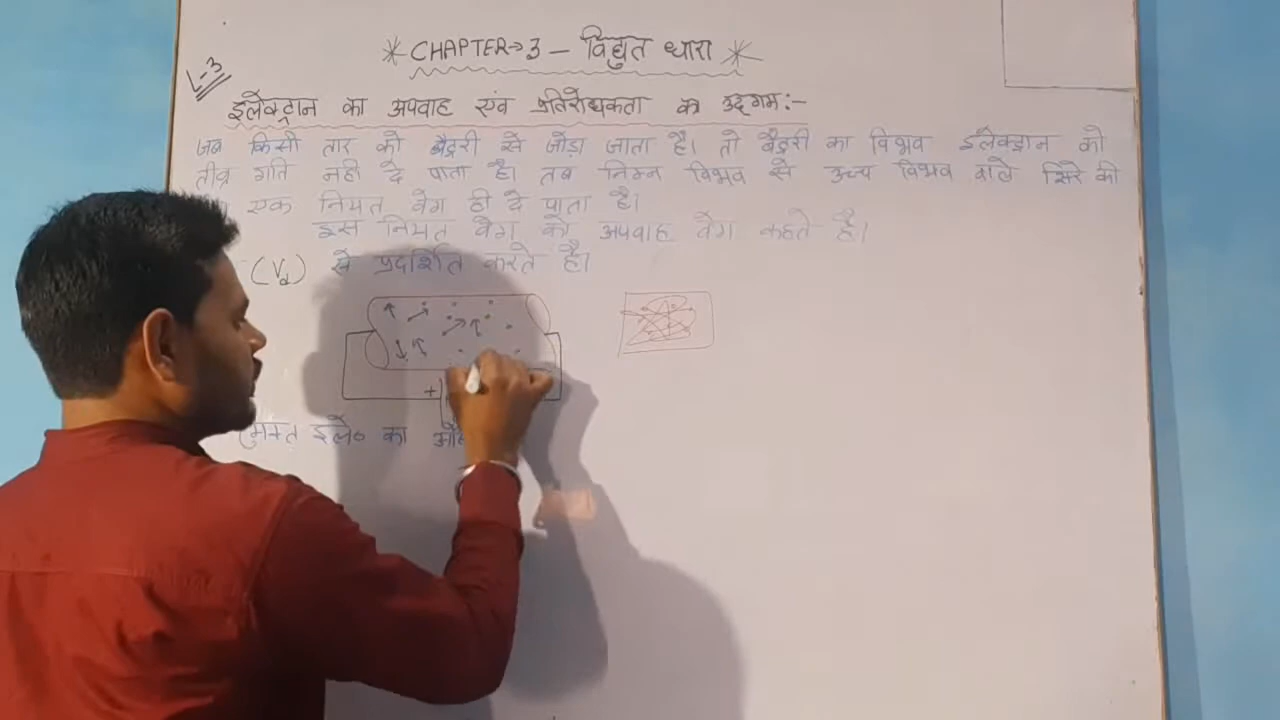 CHAPTER→3 – विद्युत धारा
L-3
इलेक्ट्रान का अपवाह एवं प्रतिरोधकता का उद्गम:-
जब किसी तार को बैट्री से जोड़ा जाता है। तो बैट्री का विभव इलेक्ट्रान को
तीव्र गति नही दे पाता है। तब निम्न विभव से उच्च विभव वाले सिरे की
एक नियत वेग ही दे पाता है।
इस नियत वेग को अपवाह वेग कहते है।
(Vd) से प्रदर्शित करते है।
+
इले० का